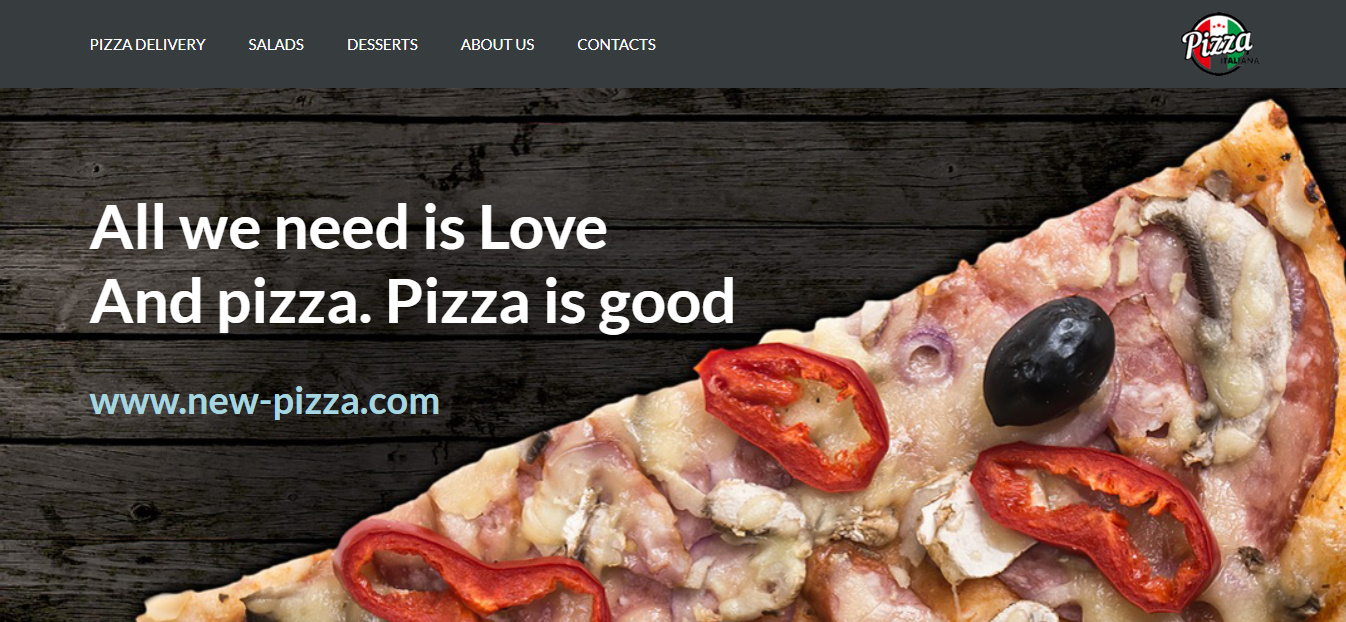 PIZZA DELIVERY SALADS DESSERTS ABOUT US CONTACTS
Pizza
ITALIANA
All we need is Love
And pizza. Pizza is good
www.new-pizza.com